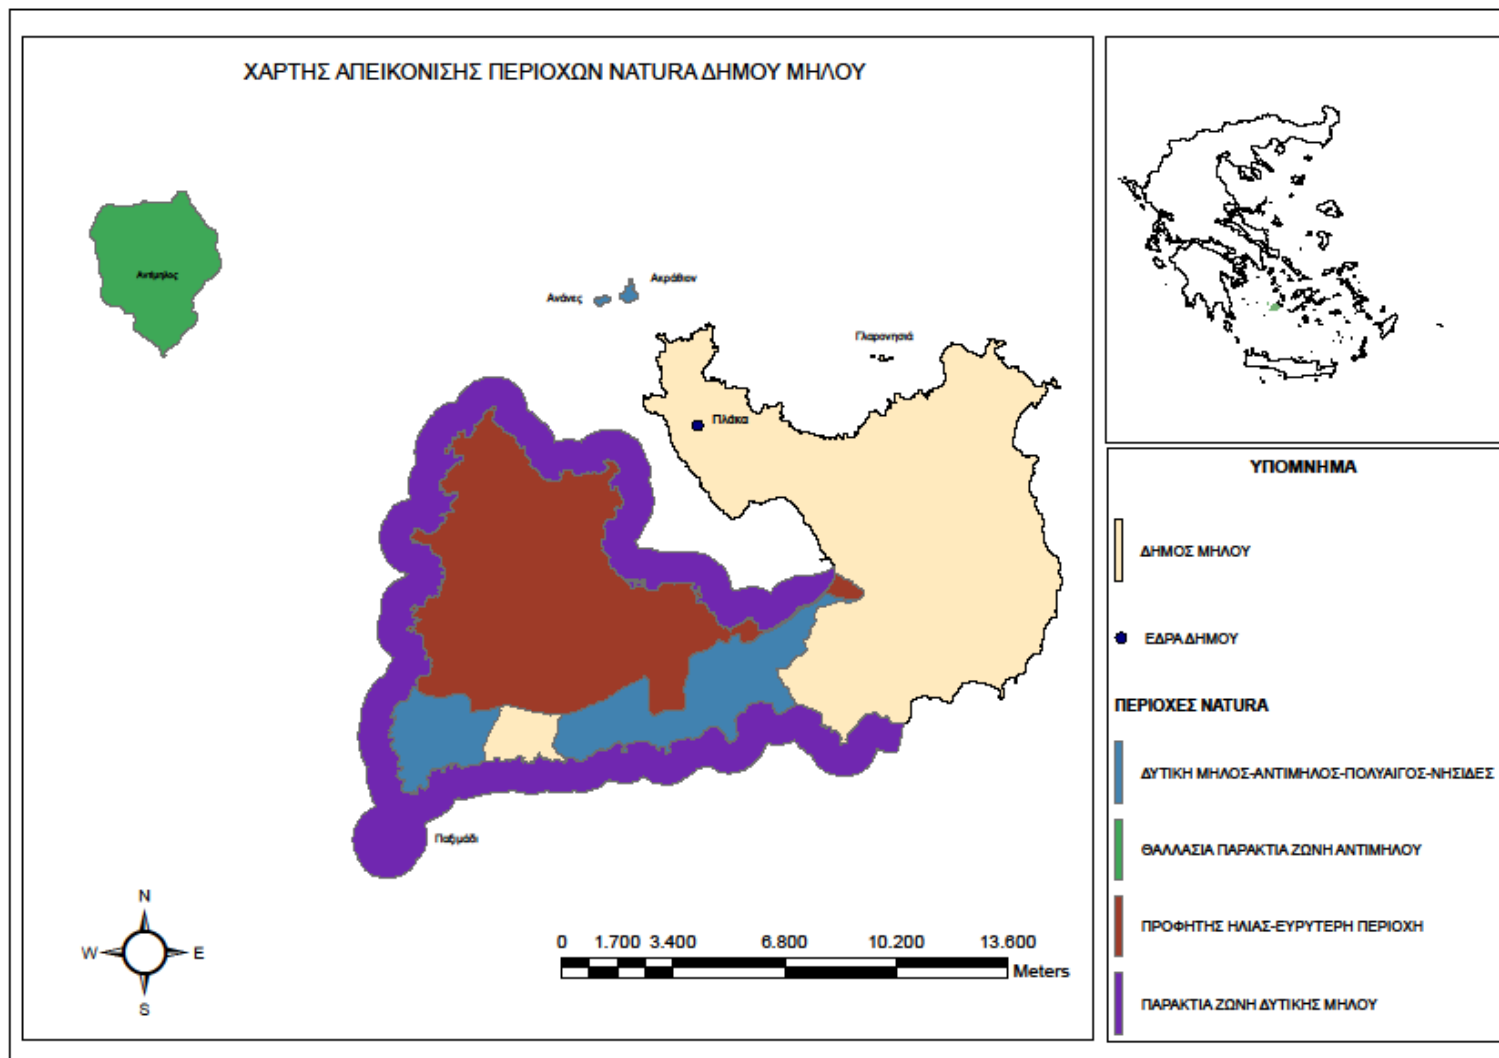 ΧΑΡΤΗΣ ΑΠΕΙΚΟΝΙΣΗΣ ΠΕΡΙΟΧΩΝ NATURA ΔΗΜΟΥ ΜΗΛΟΥ
Αντίμηλος
Ακράθιον
Ανάνες
Γλαρονησιά
Πλάκα
Παξιμάδι
N
W E
S
0 1.700 3.400 6.800 10.200 13.600
Meters
ΥΠΟΜΝΗΜΑ
ΔΗΜΟΣ ΜΗΛΟΥ
ΕΔΡΑ ΔΗΜΟΥ
ΠΕΡΙΟΧΕΣ NATURA
ΔΥΤΙΚΗ ΜΗΛΟΣ-ΑΝΤΙΜΗΛΟΣ-ΠΟΛΥΑΙΓΟΣ-ΝΗΣΙΔΕΣ
ΘΑΛΛΑΣΙΑ ΠΑΡΑΚΤΙΑ ΖΩΝΗ ΑΝΤΙΜΗΛΟΥ
ΠΡΟΦΗΤΗΣ ΗΛΙΑΣ-ΕΥΡΥΤΕΡΗ ΠΕΡΙΟΧΗ
ΠΑΡΑΚΤΙΑ ΖΩΝΗ ΔΥΤΙΚΗΣ ΜΗΛΟΥ